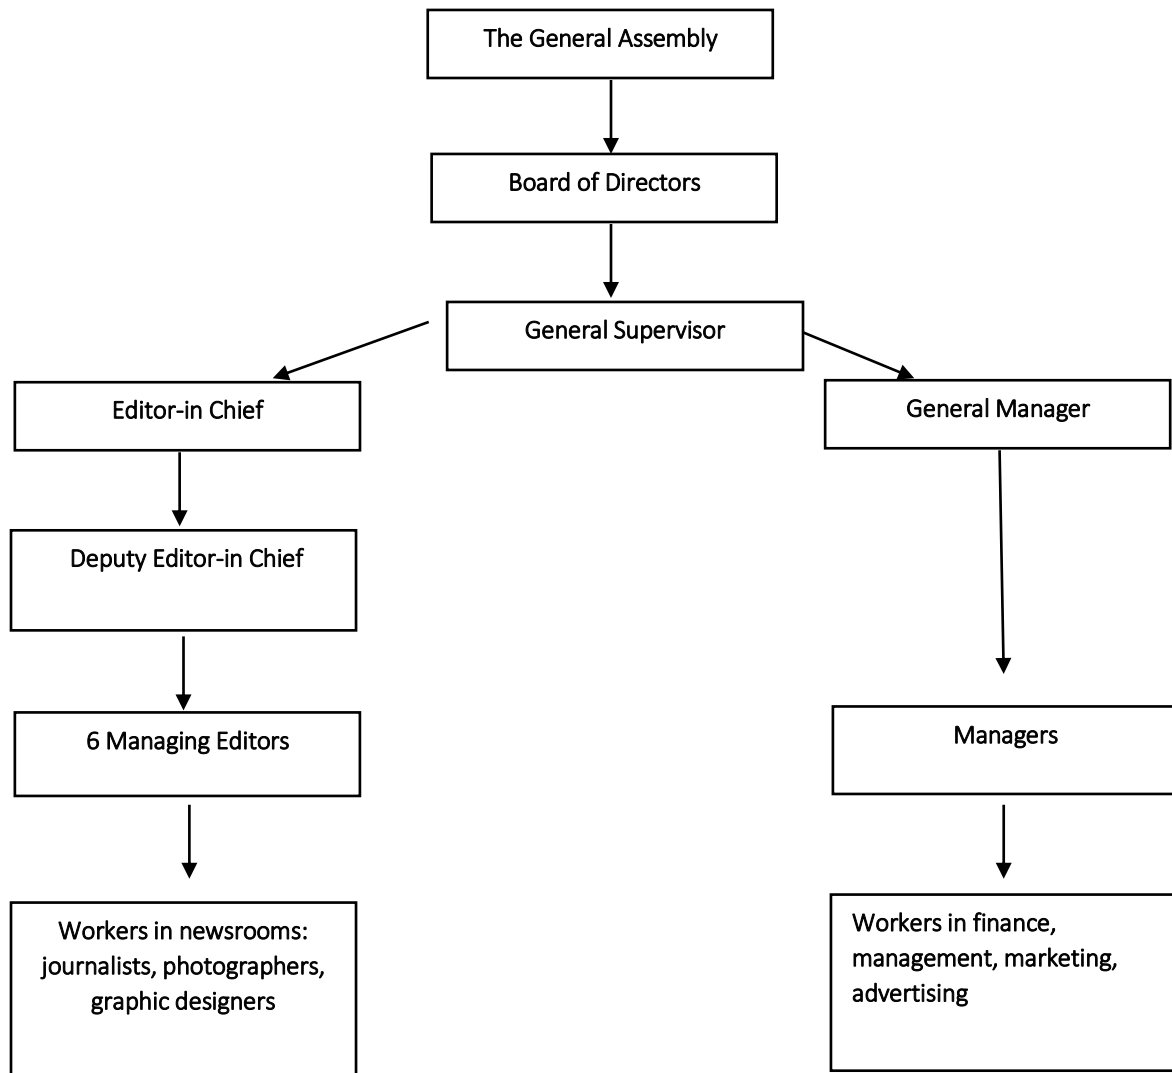 The General Assembly
Board of Directors
General Supervisor
Editor-in Chief
General Manager
Deputy Editor-in Chief
6 Managing Editors
Managers
Workers in newsrooms:
journalists, photographers,
graphic designers
Workers in finance,
management, marketing,
advertising